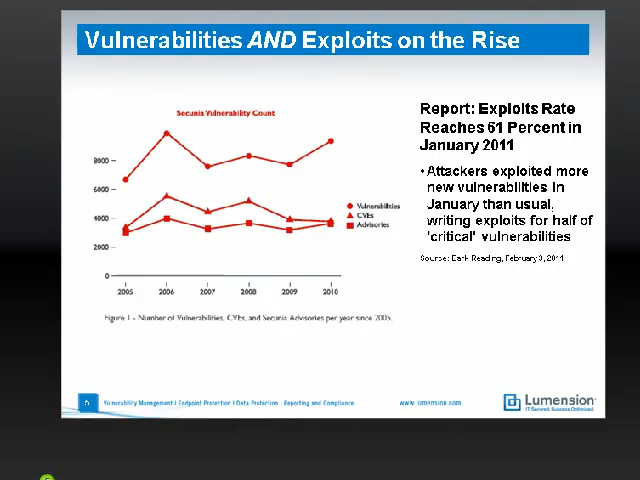 Vulnerabilities AND Exploits on the Rise
Secunia Vulnerability Count
8000
6000
4000
2000
0
2005 2006 2007 2008 2009 2010
Vulnerabilities
CVEs
Advisories
Figure 1 - Number of Vulnerabilities, CVEs, and Secunia Advisories per year since 2005.
Report: Exploits Rate
Reaches 61 Percent in
January 2011
• Attackers exploited more
new vulnerabilities in
January than usual,
writing exploits for half of
'critical' vulnerabilities
Source: Dark Reading, February 3, 2011
Vulnerability Management | Endpoint Protection | Data Protection | Reporting and Compliance
www.lumension.com
Lumension
IT Secured. Success Optimized.